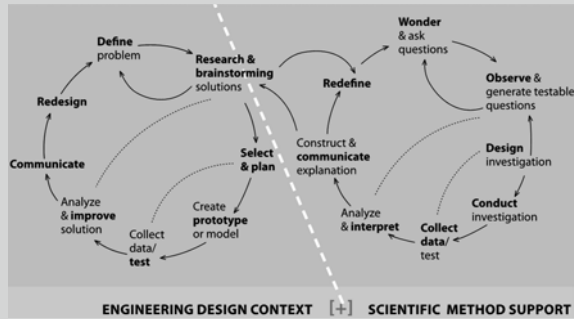 Define
problem
Research &
brainstorming
solutions
Select
& plan
Create
prototype
or model
Collect
data/
test
Analyze
& improve
solution
Communicate
Redesign
Wonder
& ask
questions
Observe &
generate testable
questions
Design
investigation
Conduct
investigation
Collect
data/
test
Analyze
& interpret
Construct &
communicate
explanation
Redefine
ENGINEERING DESIGN CONTEXT [+] SCIENTIFIC METHOD SUPPORT